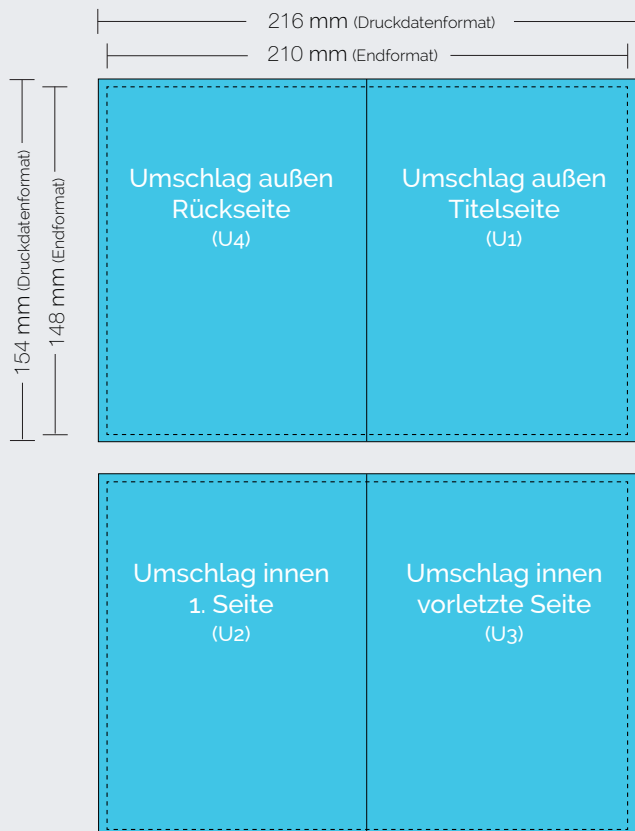 216 mm (Druckdatenformat)
210 mm (Endformat)
154 mm (Druckdatenformat)
148 mm (Endformat)
Umschlag außen
Rückseite
(U4)
Umschlag außen
Titelseite
(U1)
Umschlag innen
1. Seite
(U2)
Umschlag innen
vorletzte Seite
(U3)